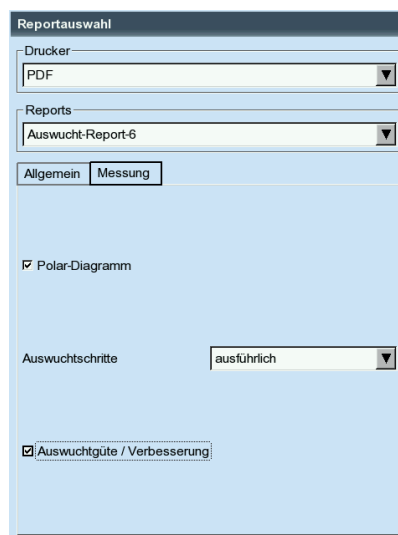 Reportauswahl
Drucker
PDF
Reports
Auswucht-Report-6
Allgemein Messung
Polar-Diagramm
Auswuchtschritte ausführlich
Auswuchtgüte / Verbesserung